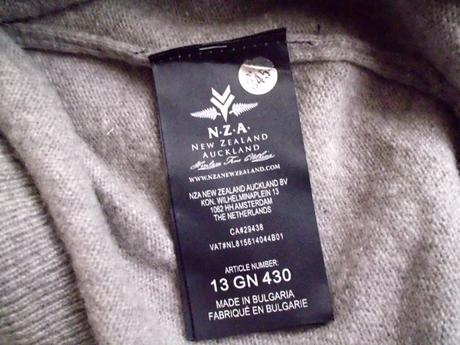 N.Z.A.
NEW ZEALAND
AUCKLAND
WWW.NZANEWZEALAND.COM
NZA NEW ZEALAND AUCKLAND BV
KON. WILHELMINAPLEIN 13
1062 HH AMSTERDAM
THE NETHERLANDS
CA#29438
VAT#NL815614044B01
ARTICLE NUMBER:
13 GN 430
MADE IN BULGARIA
FABRIQUÉ EN BULGARIE